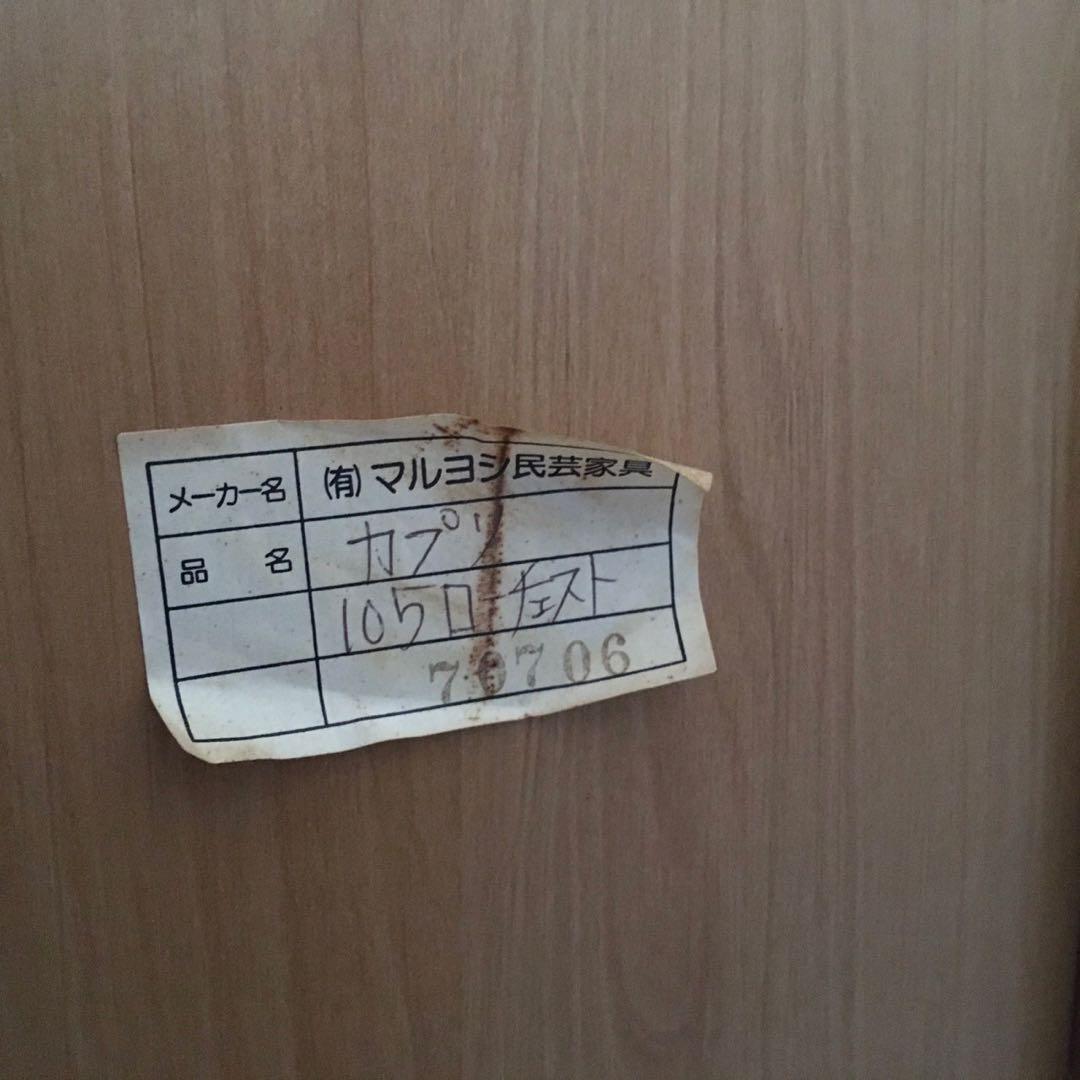 メーカー名 (有)マルヨシ民芸家具
品 名 カプリ
105ローチェスト
70706